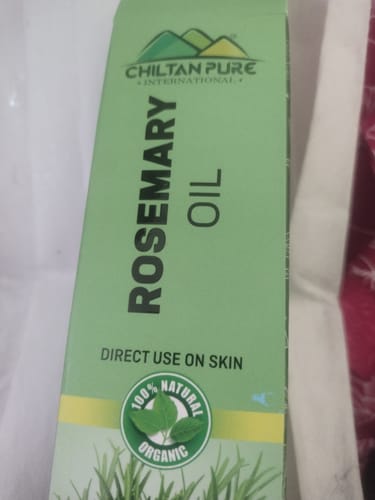 CHILTAN PURE
• INTERNATIONAL •
ROSEMARY
OIL
DIRECT USE ON SKIN
100% NATURAL
ORGANIC